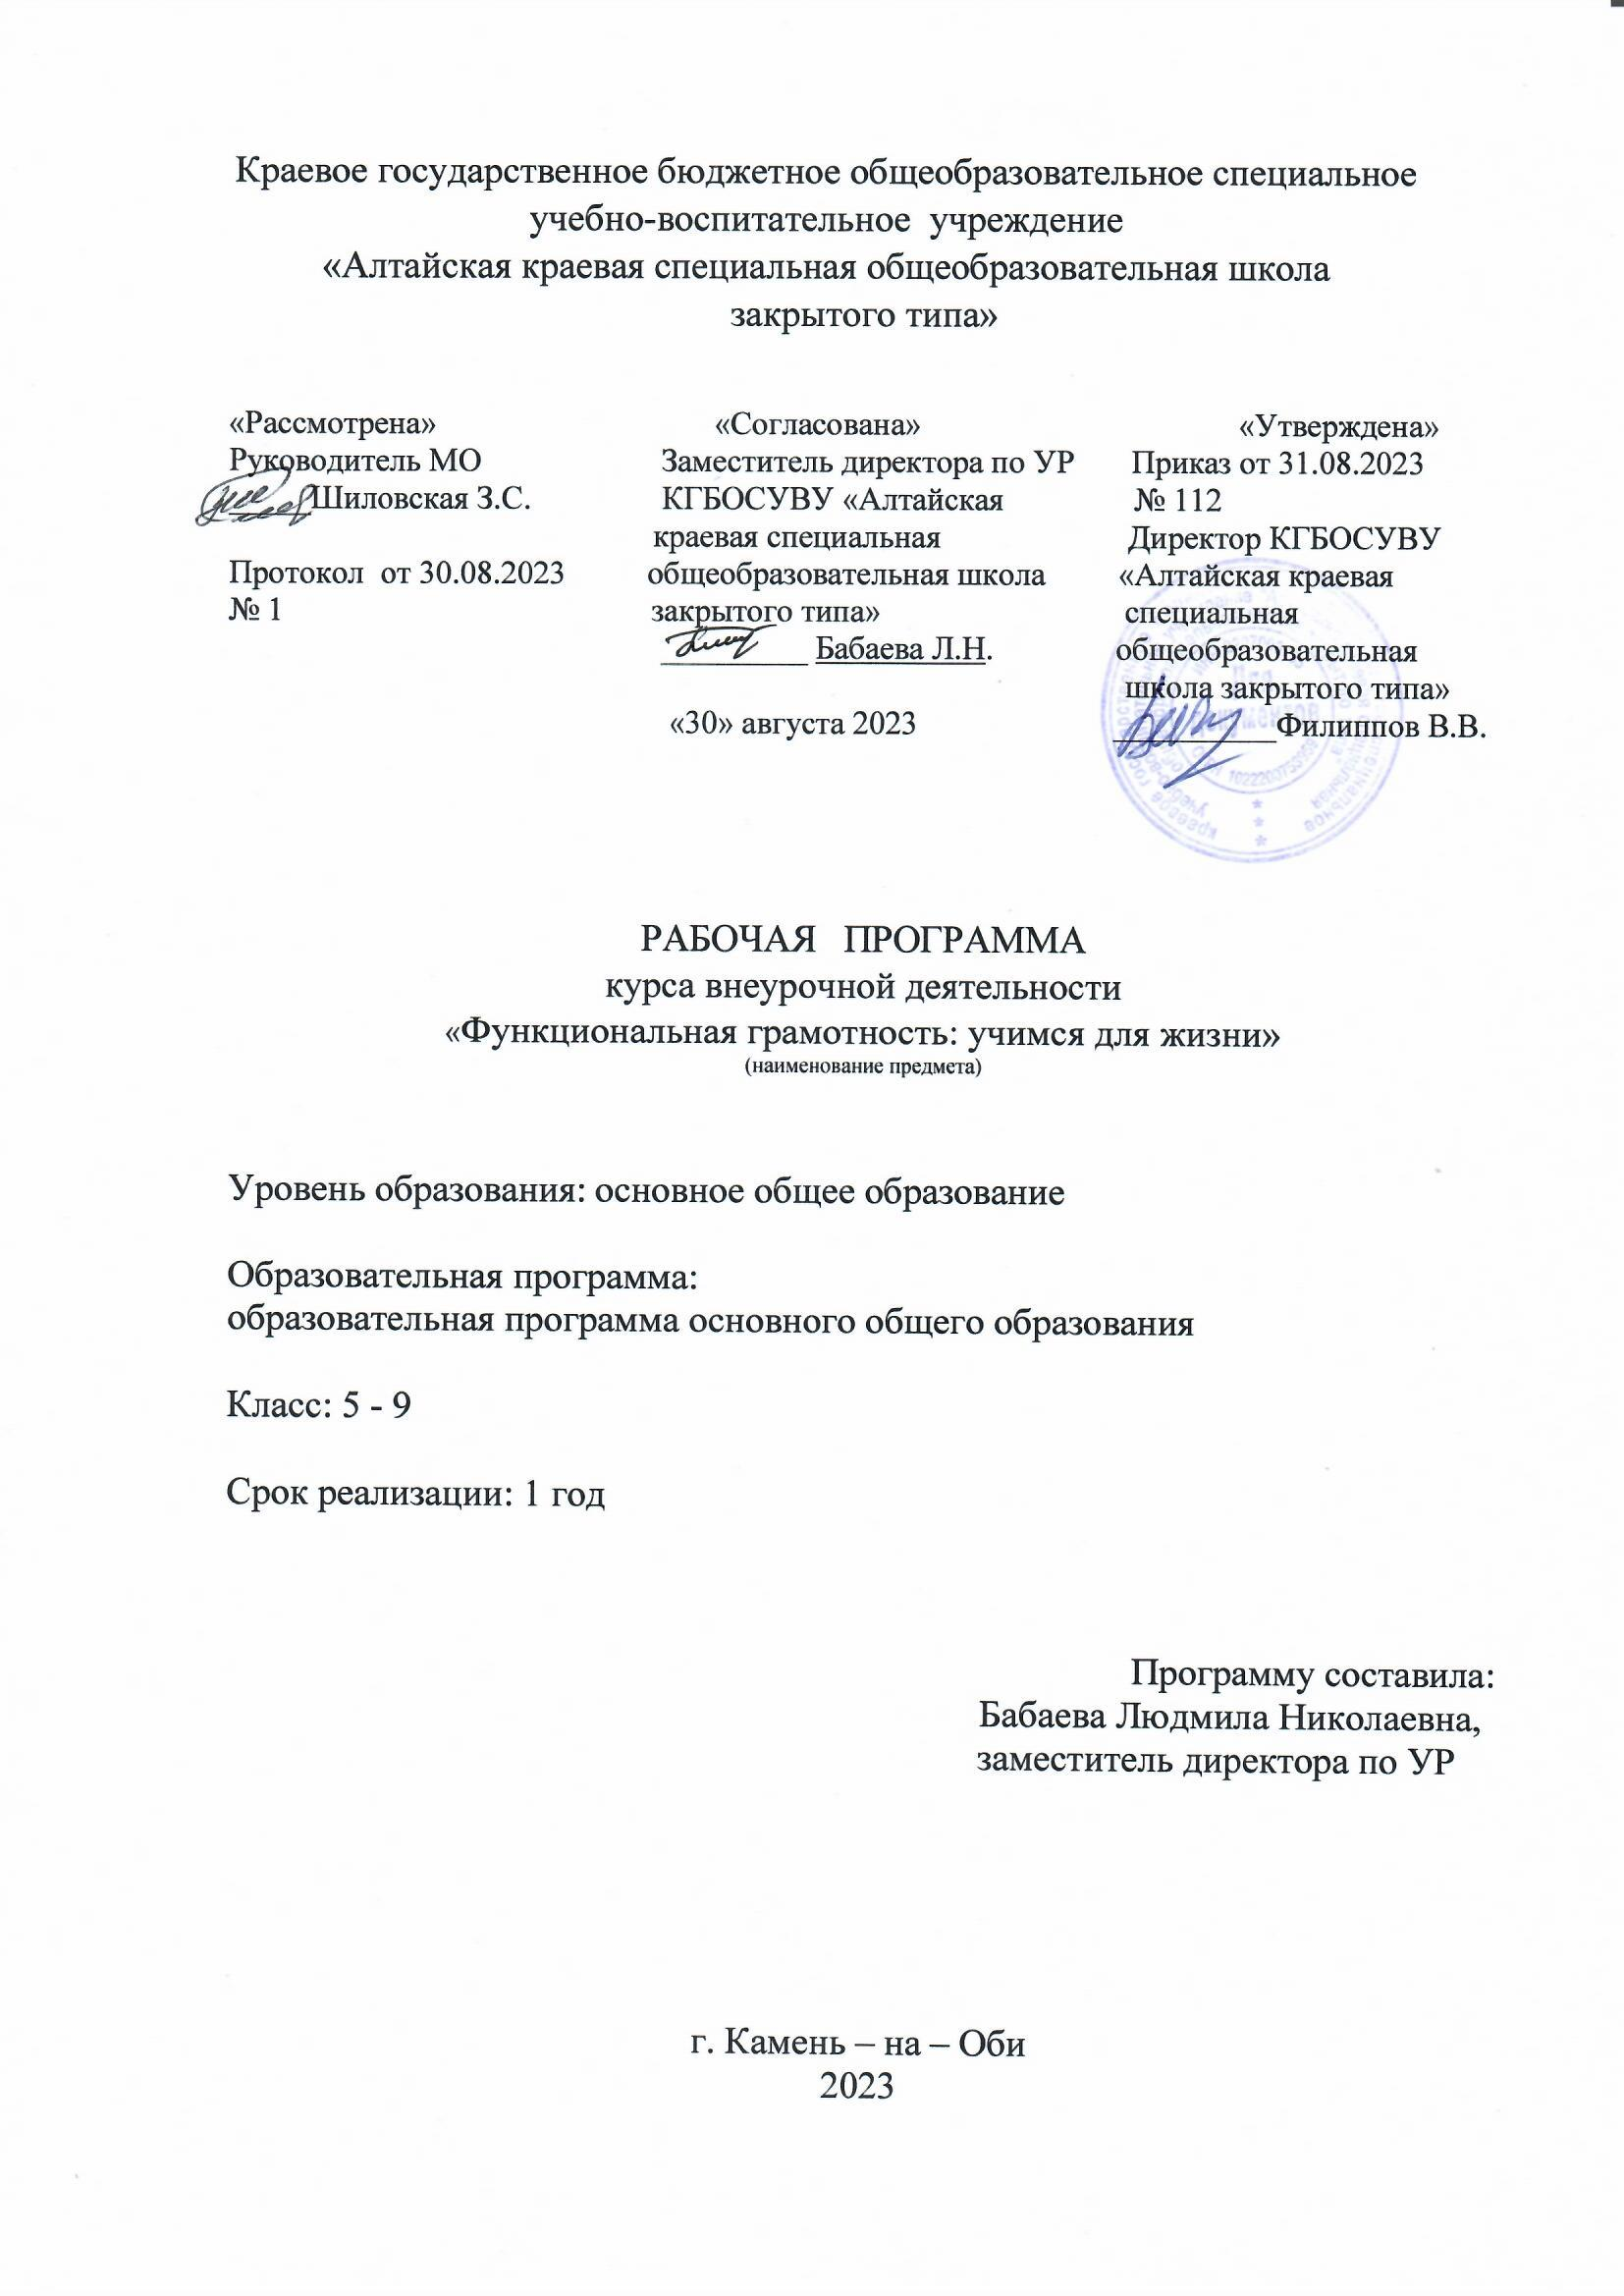 Краевое государственное бюджетное общеобразовательное специальное
учебно-воспитательное учреждение
«Алтайская краевая специальная общеобразовательная школа
закрытого типа»
«Рассмотрена»
Руководитель МО
Шиловская З.С.
Протокол от 30.08.2023
№ 1
«Согласована»
Заместитель директора по УР
КГБОСУВУ «Алтайская
краевая специальная
общеобразовательная школа
закрытого типа»
Бабаева Л.Н.
«30» августа 2023
«Утверждена»
Приказ от 31.08.2023
№ 112
Директор КГБОСУВУ
«Алтайская краевая
специальная
общеобразовательная
школа закрытого типа»
Филиппов В.В.
РАБОЧАЯ ПРОГРАММА
курса внеурочной деятельности
«Функциональная грамотность: учимся для жизни»
(наименование предмета)
Уровень образования: основное общее образование
Образовательная программа:
образовательная программа основного общего образования
Класс: 5 - 9
Срок реализации: 1 год
Программу составила:
Бабаева Людмила Николаевна,
заместитель директора по УР
г. Камень – на – Оби
2023